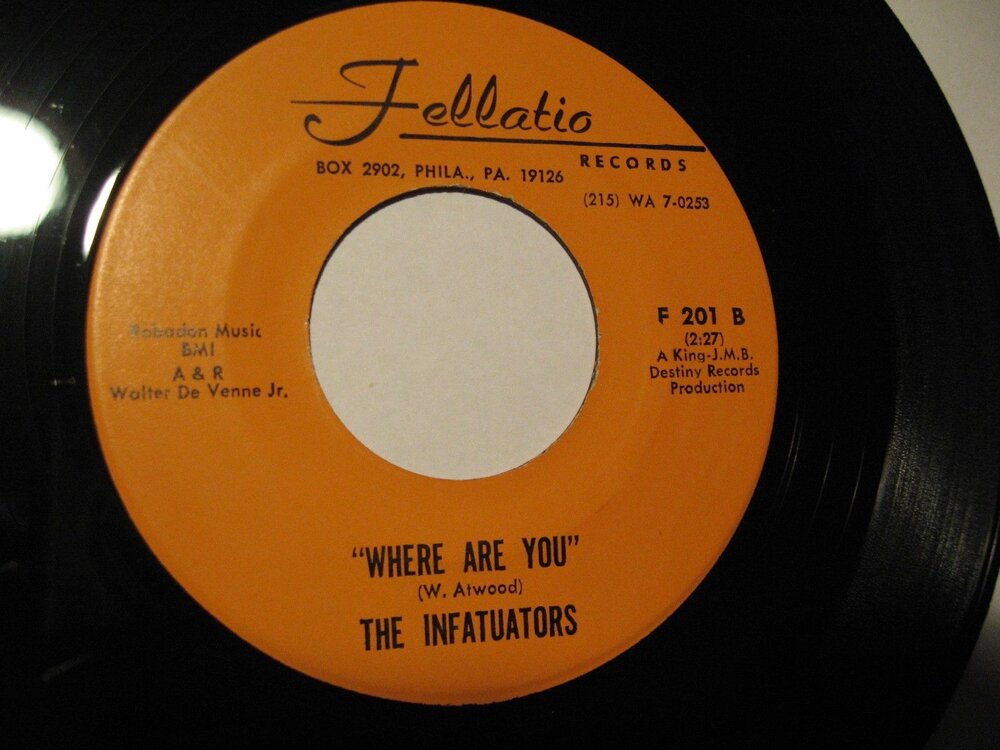 Fellatio
RECORDS
BOX 2902, PHILA., PA. 19126
(215) WA 7-0253
Robadon Music
BMI
A & R
Walter De Venne Jr.
F 201 B
(2:27)
A King-J.M.B.
Destiny Records
Production
"WHERE ARE YOU"
(W. Atwood)
THE INFATUATORS